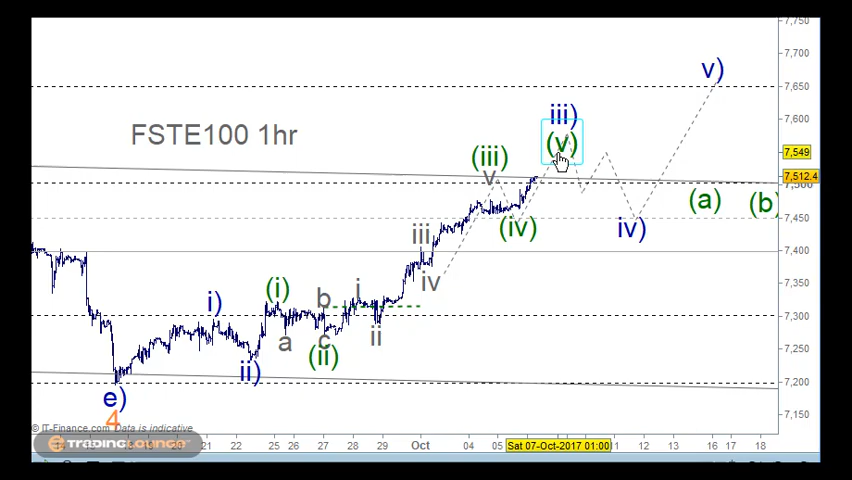 7,750
7,700
v)
7,650
iii)
7,600
FSTE100 1hr
(v)
7,549
(iii)
v
7,512.4
7,500
(a)
(b)
iv)
(iv)
7,450
iii
7,400
iv
7,350
(i)
b
i
i)
7,300
a
c
ii
(ii)
7,250
ii)
7,200
e)
4
7,150
© IT-Finance.com Data is indicative
TRADINGLOUNGE
20 21 22 25 26 27 28 29 Oct 04 05 Sat 07-Oct-2017 01:00 11 12 13 16 17 18